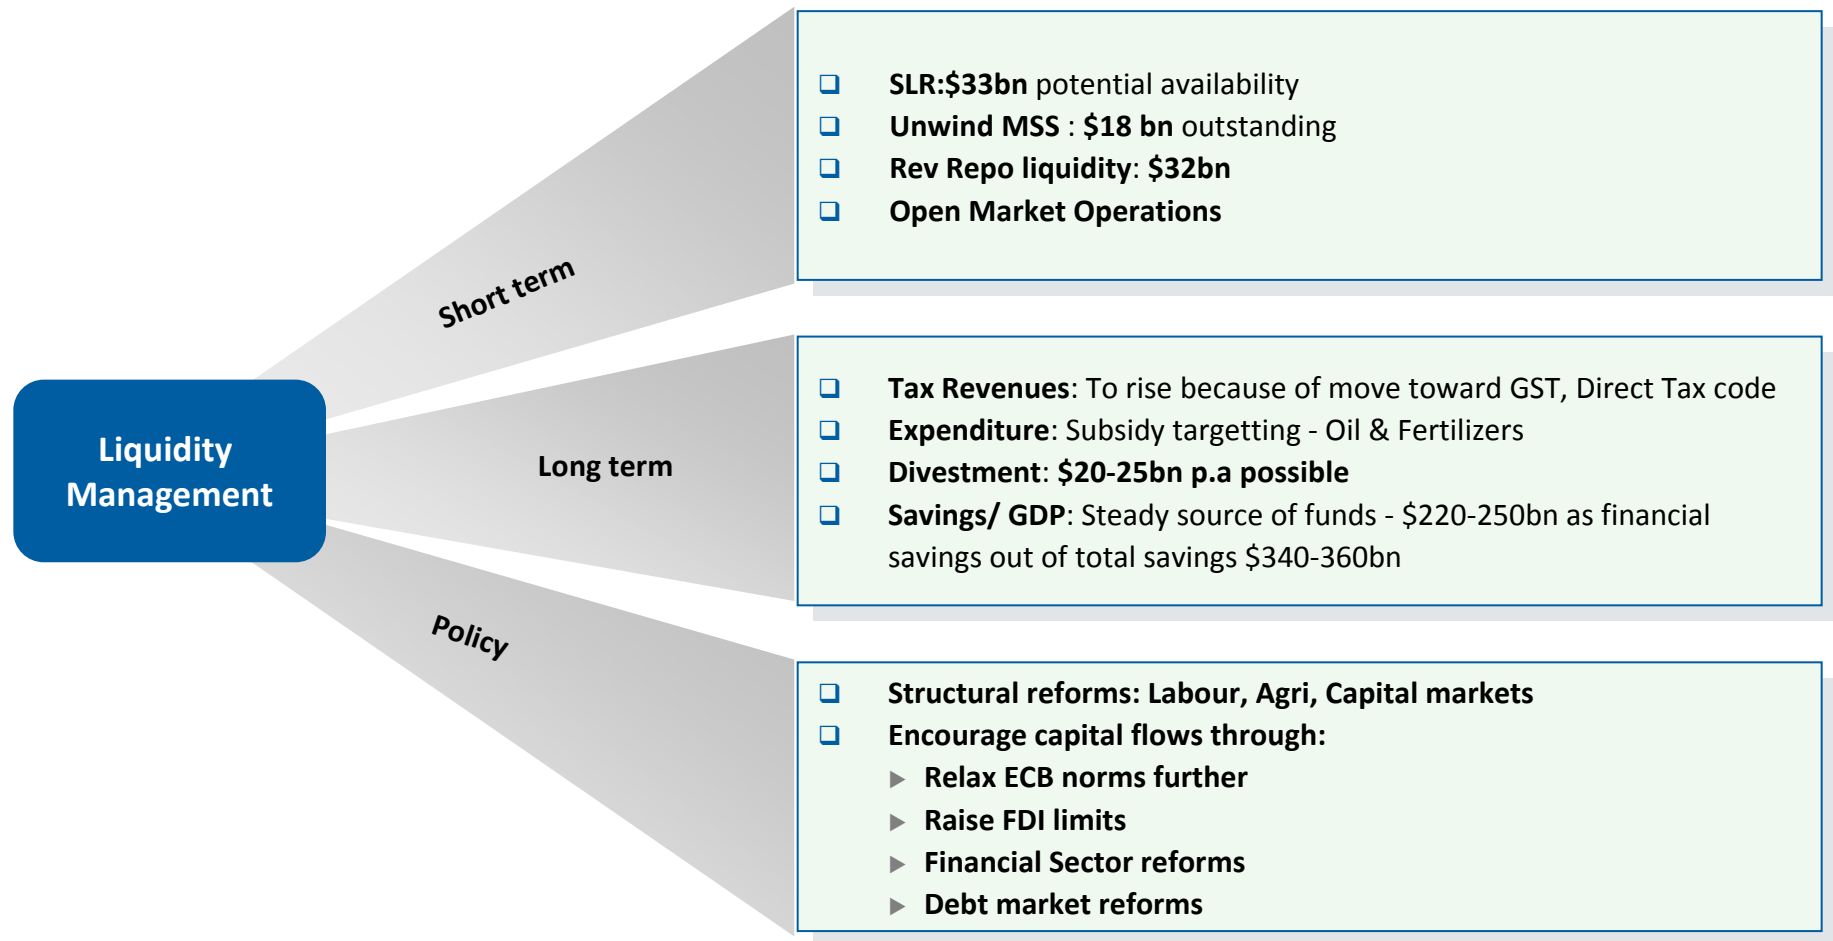 Liquidity
Management
Short term
SLR:$33bn potential availability
Unwind MSS : $18 bn outstanding
Rev Repo liquidity: $32bn
Open Market Operations
Long term
Tax Revenues: To rise because of move toward GST, Direct Tax code
Expenditure: Subsidy targetting - Oil & Fertilizers
Divestment: $20-25bn p.a possible
Savings/ GDP: Steady source of funds - $220-250bn as financial
savings out of total savings $340-360bn
Policy
Structural reforms: Labour, Agri, Capital markets
Encourage capital flows through:
Relax ECB norms further
Raise FDI limits
Financial Sector reforms
Debt market reforms